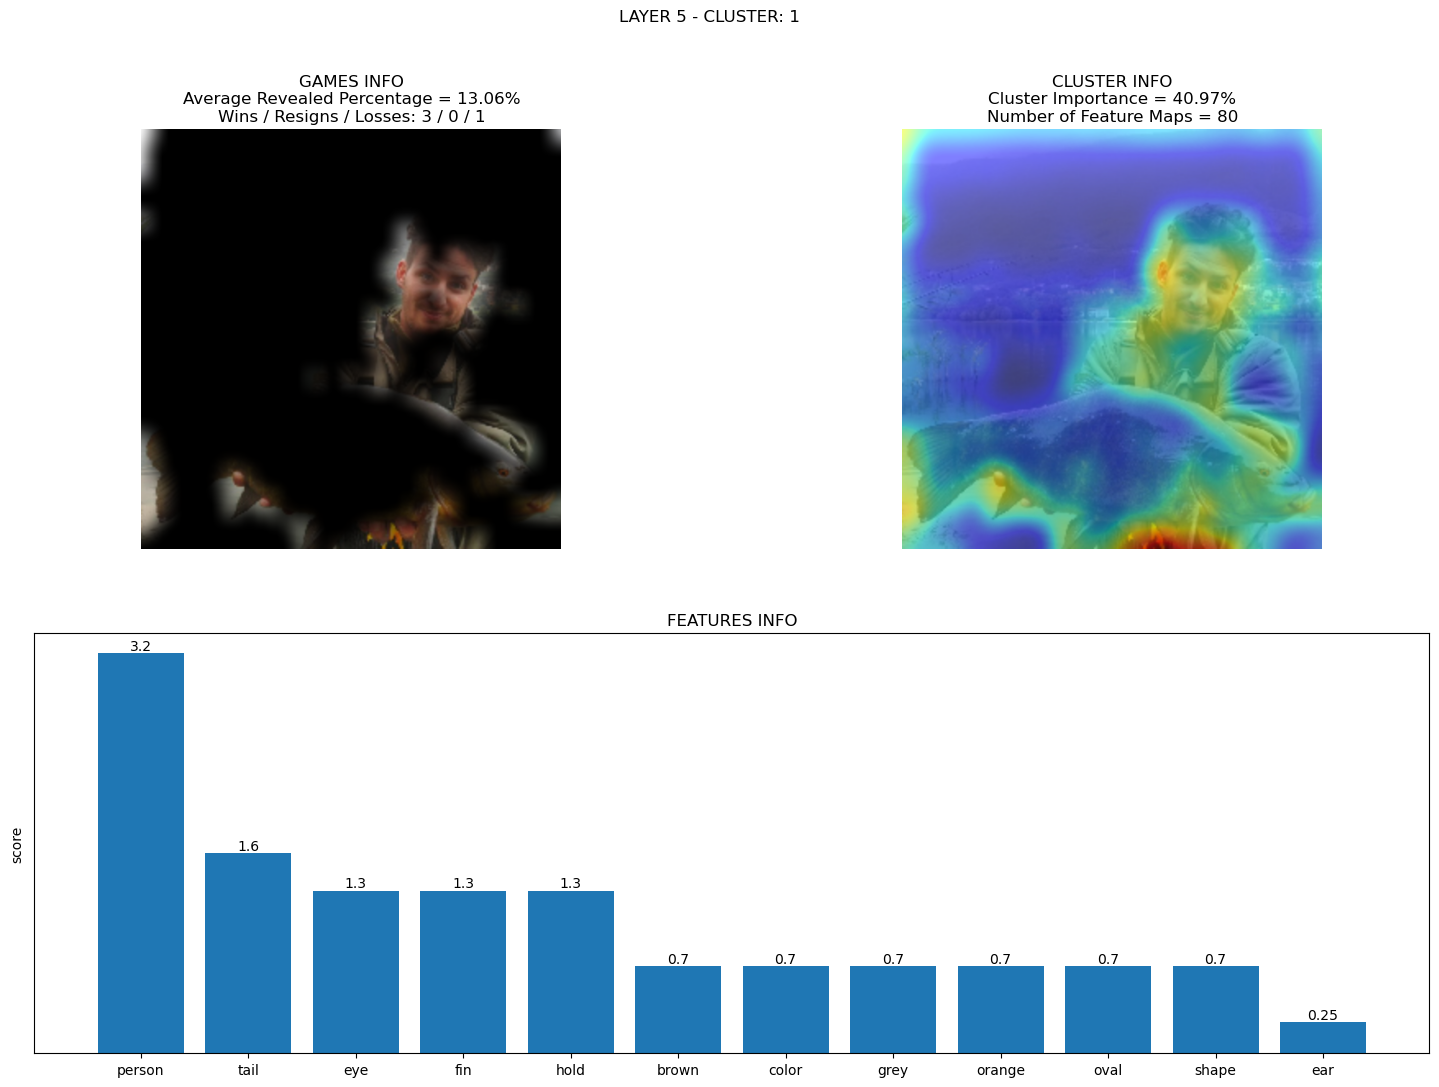 LAYER 5 - CLUSTER: 1
GAMES INFO
Average Revealed Percentage = 13.06%
Wins / Resigns / Losses: 3 / 0 / 1
CLUSTER INFO
Cluster Importance = 40.97%
Number of Feature Maps = 80
FEATURES INFO
score
3.2
1.6
1.3
1.3
1.3
0.7
0.7
0.7
0.7
0.7
0.7
0.25
person
tail
eye
fin
hold
brown
color
grey
orange
oval
shape
ear